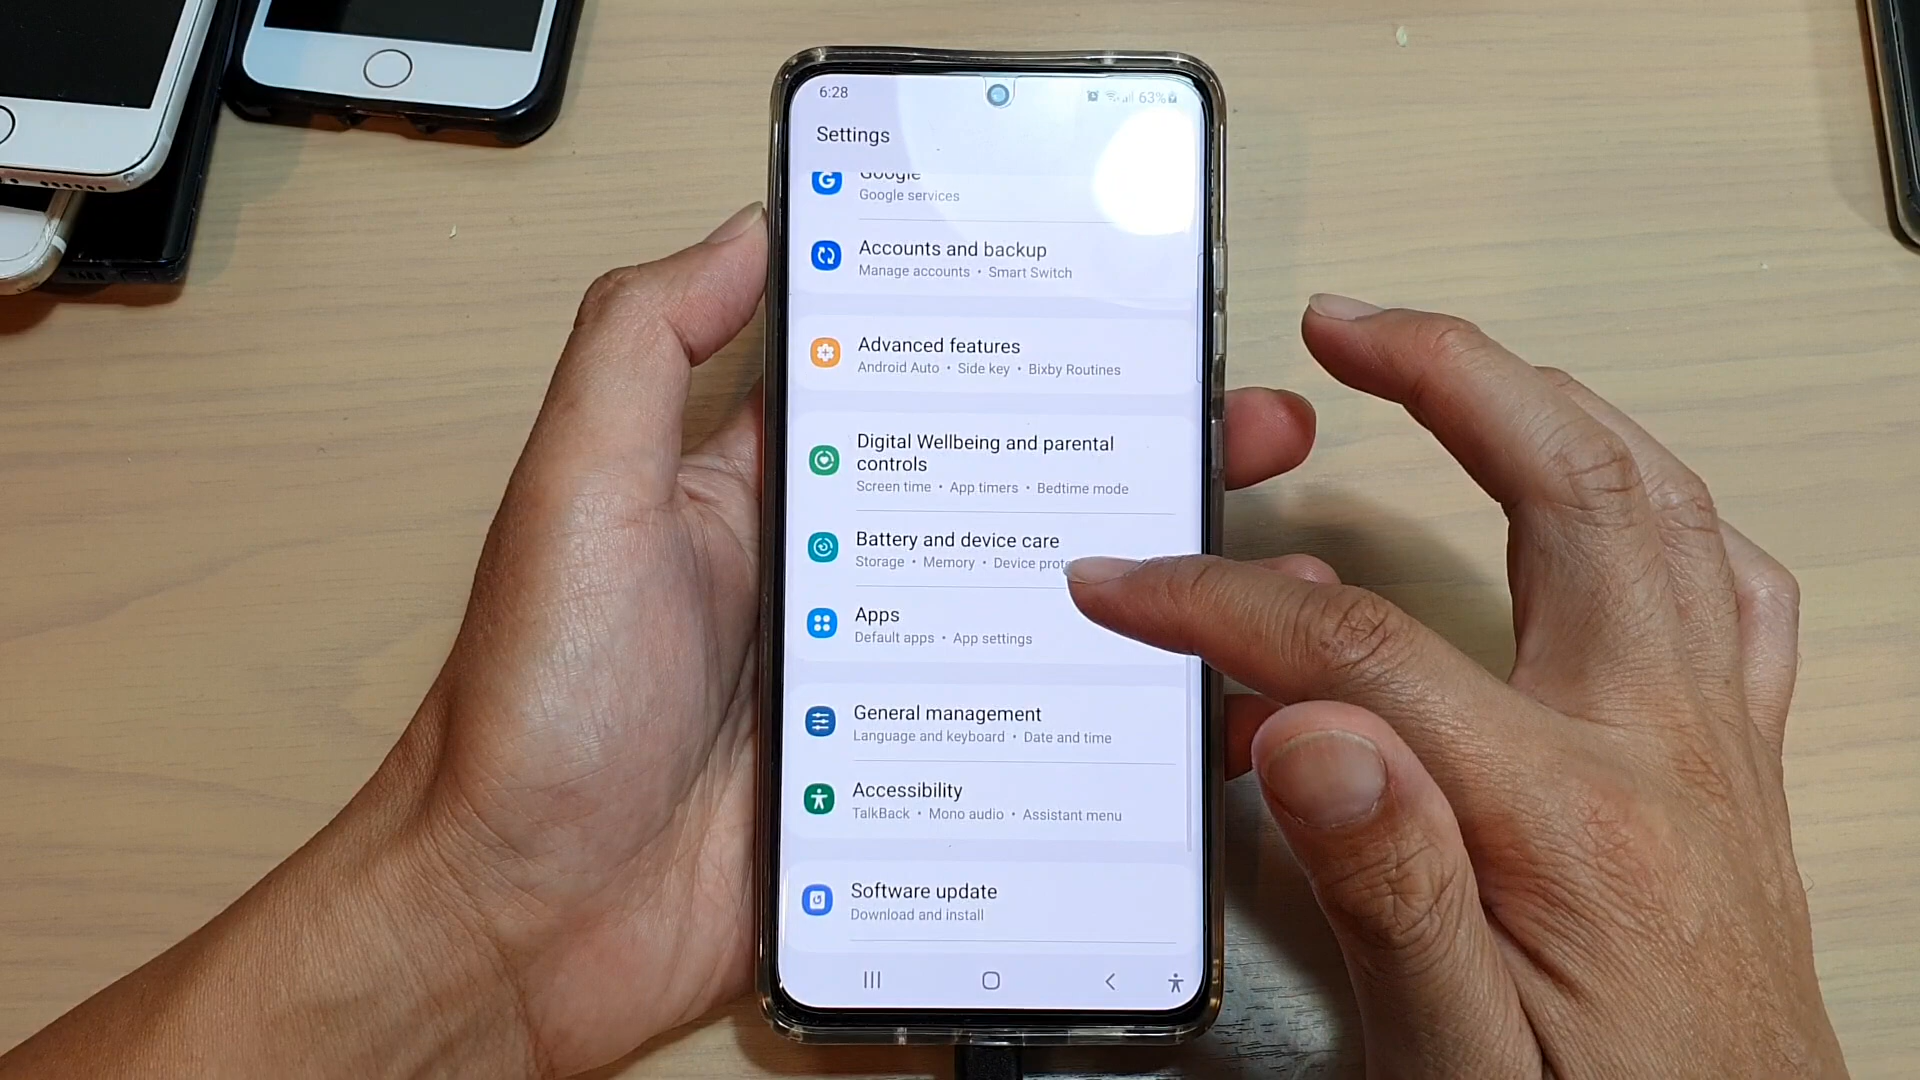 6:28
63%
Settings
Google
Google services
Accounts and backup
Manage accounts • Smart Switch
Advanced features
Android Auto • Side key • Bixby Routines
Digital Wellbeing and parental
controls
Screen time • App timers • Bedtime mode
Battery and device care
Storage • Memory • Device prot
Apps
Default apps • App settings
General management
Language and keyboard • Date and time
Accessibility
TalkBack • Mono audio • Assistant menu
Software update
Download and install